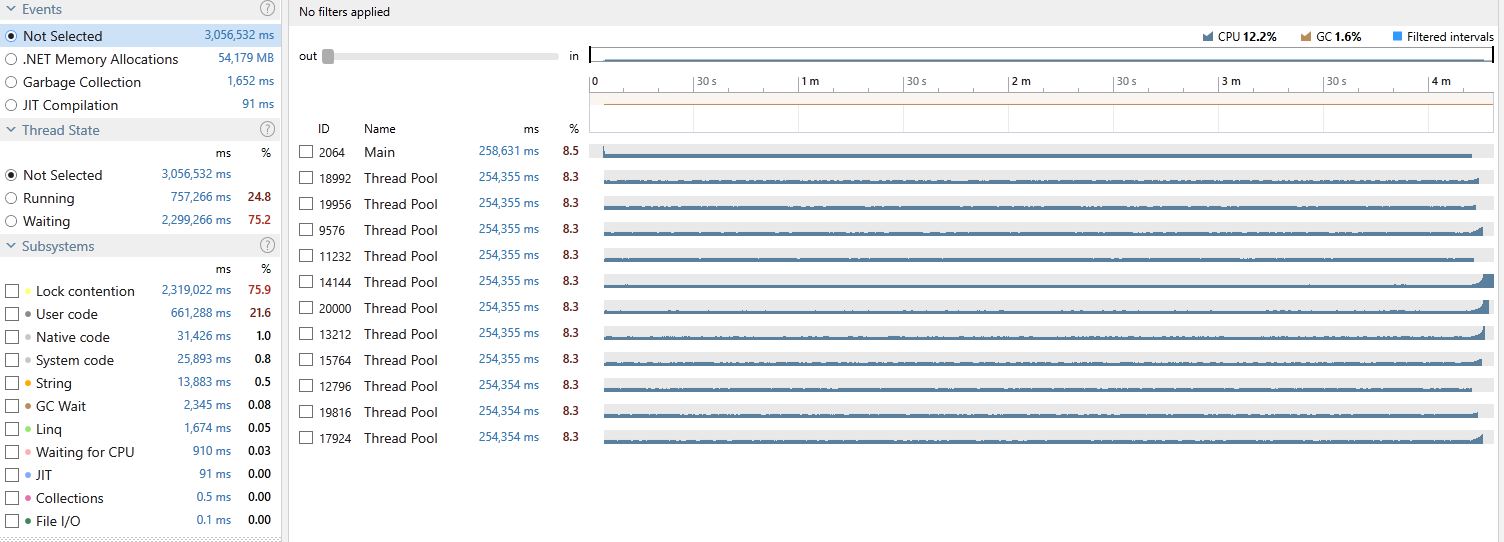 Events ?
Not Selected 3,056,532 ms
.NET Memory Allocations 54,179 MB
Garbage Collection 1,652 ms
JIT Compilation 91 ms
Thread State ?
ms %
Not Selected 3,056,532 ms
Running 757,266 ms 24.8
Waiting 2,299,266 ms 75.2
Subsystems ?
ms %
Lock contention 2,319,022 ms 75.9
User code 661,288 ms 21.6
Native code 31,426 ms 1.0
System code 25,893 ms 0.8
String 13,883 ms 0.5
GC Wait 2,345 ms 0.08
Linq 1,674 ms 0.05
Waiting for CPU 910 ms 0.03
JIT 91 ms 0.00
Collections 0.5 ms 0.00
File I/O 0.1 ms 0.00
No filters applied
CPU 12.2% GC 1.6% Filtered intervals
out in
0 30 s 1 m 30 s 2 m 30 s 3 m 30 s 4 m
ID Name ms %
2064 Main 258,631 ms 8.5
18992 Thread Pool 254,355 ms 8.3
19956 Thread Pool 254,355 ms 8.3
9576 Thread Pool 254,355 ms 8.3
11232 Thread Pool 254,355 ms 8.3
14144 Thread Pool 254,355 ms 8.3
20000 Thread Pool 254,355 ms 8.3
13212 Thread Pool 254,355 ms 8.3
15764 Thread Pool 254,355 ms 8.3
12796 Thread Pool 254,354 ms 8.3
19816 Thread Pool 254,354 ms 8.3
17924 Thread Pool 254,354 ms 8.3